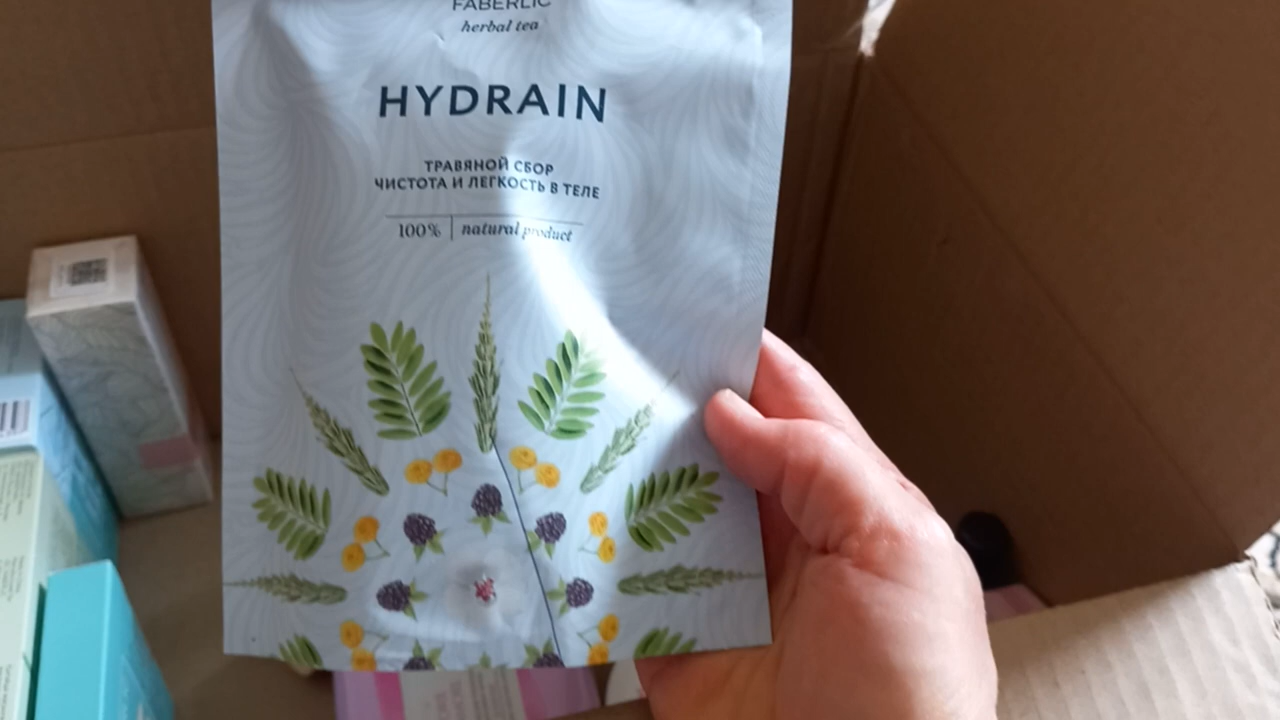 FABERLIC
herbal tea
HYDRAIN
ТРАВЯНОЙ СБОР
ЧИСТОТА И ЛЕГКОСТЬ В ТЕЛЕ
100% natural product